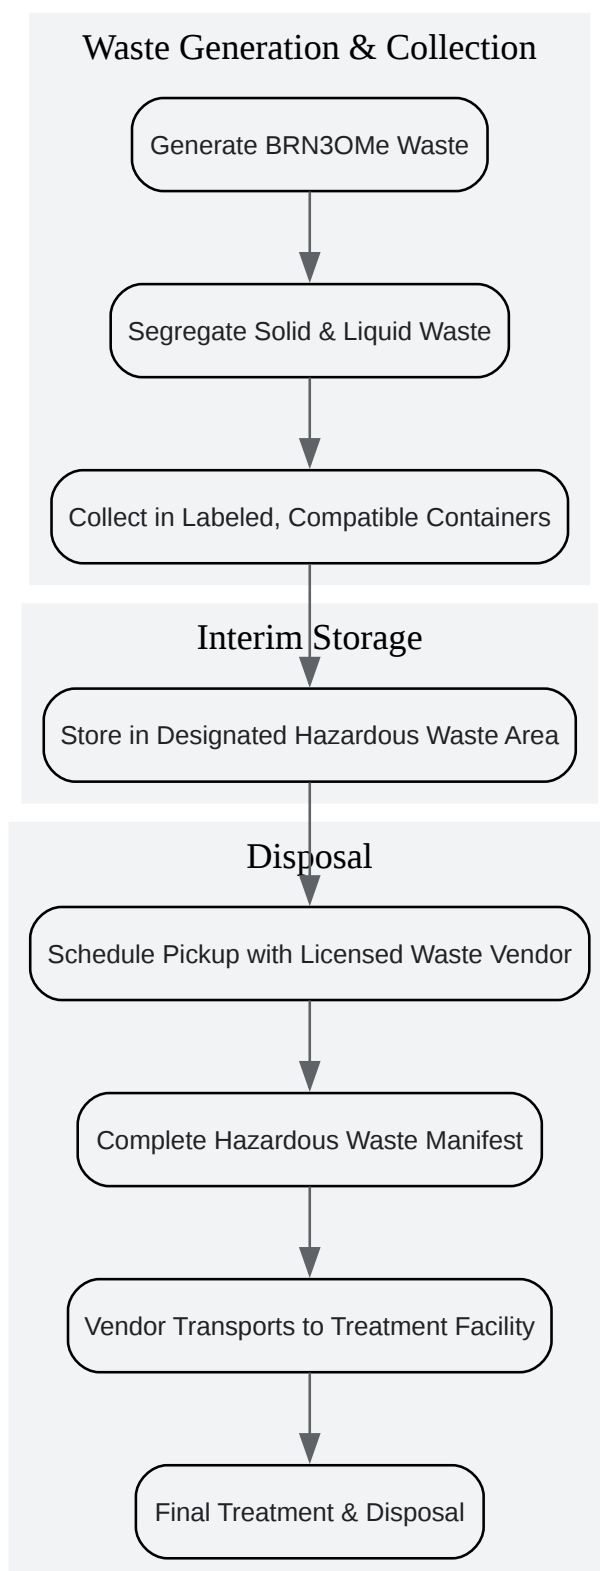 Waste Generation & Collection
Generate BRN3OMe Waste
Segregate Solid & Liquid Waste
Collect in Labeled, Compatible Containers
Interim Storage
Store in Designated Hazardous Waste Area
Disposal
Schedule Pickup with Licensed Waste Vendor
Complete Hazardous Waste Manifest
Vendor Transports to Treatment Facility
Final Treatment & Disposal